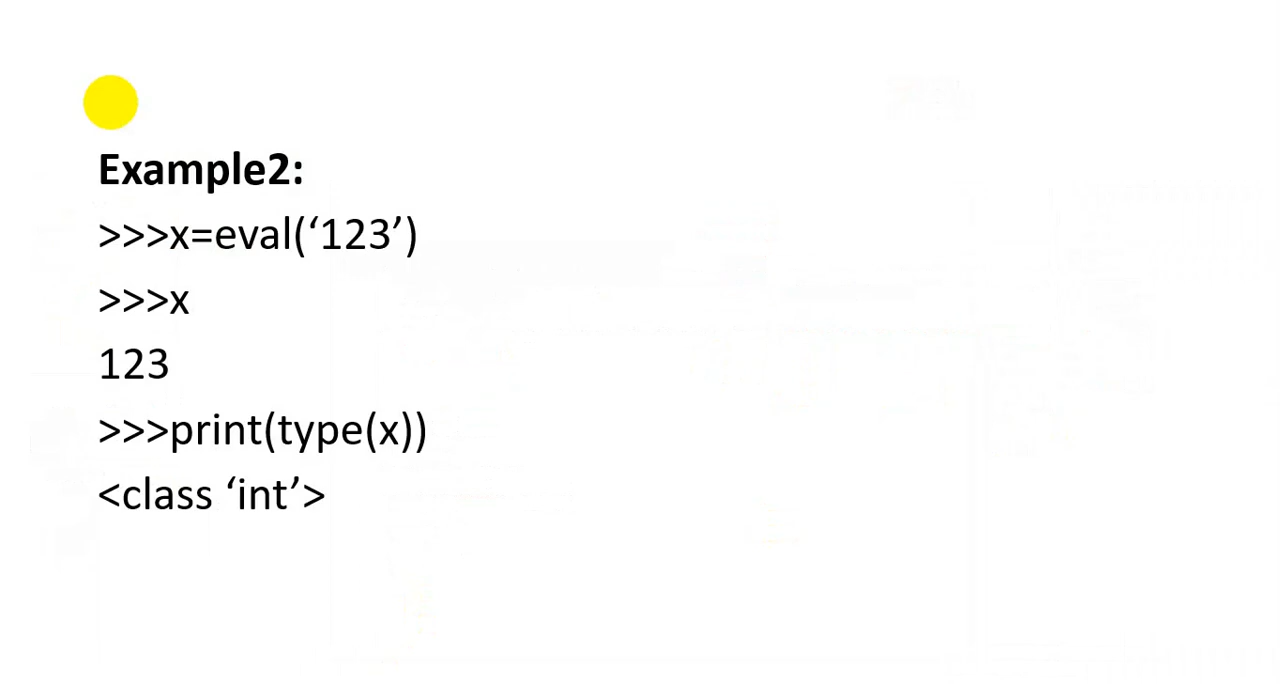 Example2:
>>>x=eval(‘123’)
>>>x
123
>>>print(type(x))
<class ‘int’>